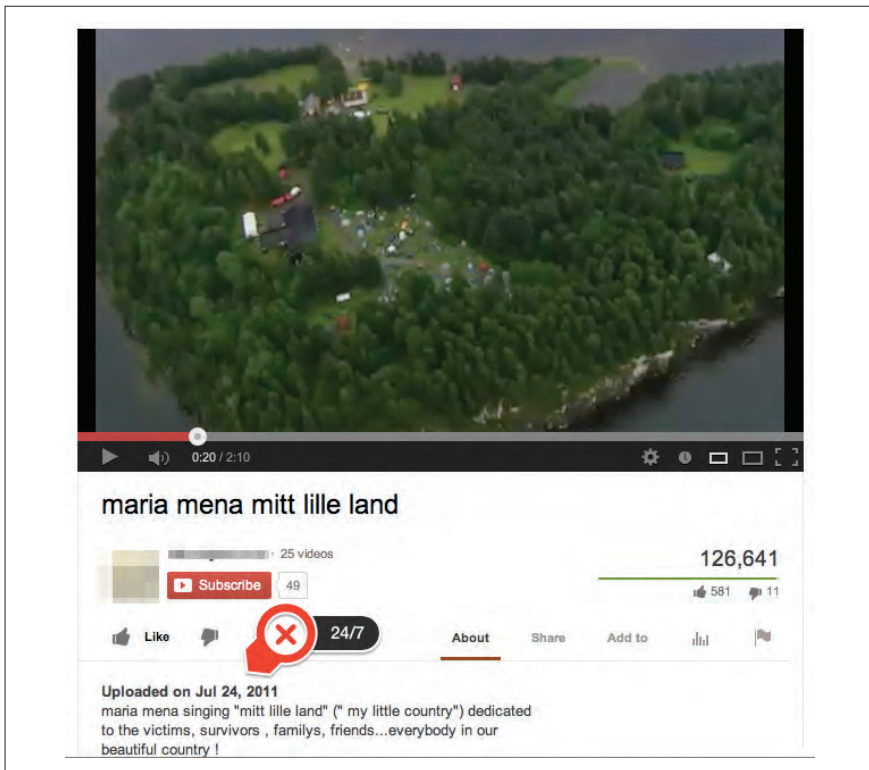 0:20 / 2:10
maria mena mitt lille land
· 25 videos
126,641
Subscribe
49
581
11
Like
24/7
About
Share
Add to
Uploaded on Jul 24, 2011
maria mena singing "mitt lille land" (" my little country") dedicated
to the victims, survivors , familys, friends...everybody in our
beautiful country !